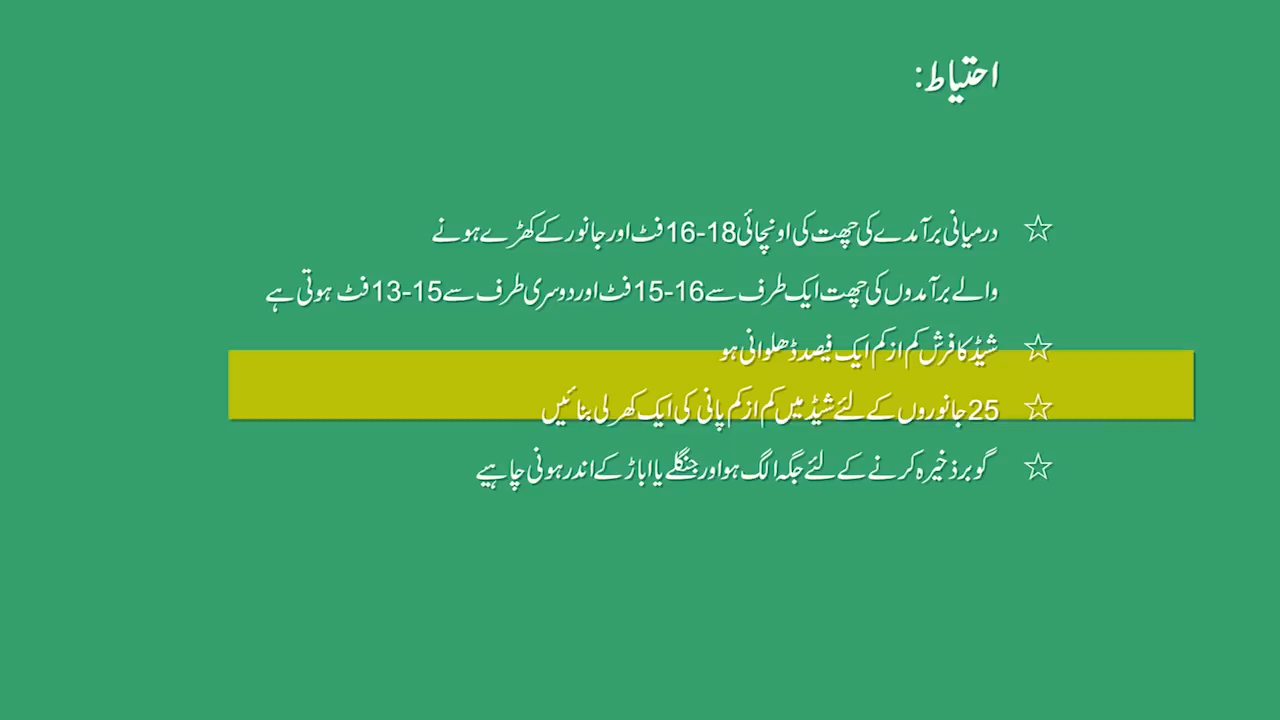 احتیاط:
☆ درمیانی برآمدے کی چھت کی اونچائی 18-16 فٹ اور جانور کے کھڑے ہونے
والے برآمدوں کی چھت ایک طرف سے 16-15 فٹ اور دوسری طرف سے 15-13 فٹ ہوتی ہے
☆ شیڈ کا فرش کم از کم ایک فیصد ڈھلوانی ہو
☆ 25 جانوروں کے لئے شیڈ میں کم از کم پانی کی ایک کھرلی بنائیں
☆ گوبر ذخیرہ کرنے کے لئے جگہ الگ ہو اور جنگلے یا اباڑ کے اندر ہونی چاہیے